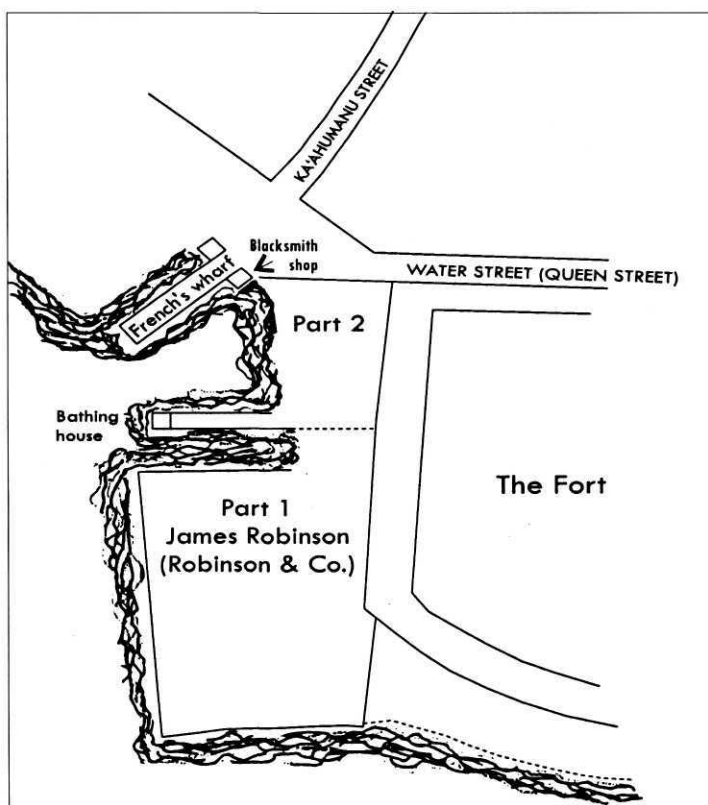 KA'AHUMANU STREET
Blacksmith
shop
WATER STREET (QUEEN STREET)
French's wharf
Part 2
Bathing
house
The Fort
Part 1
James Robinson
(Robinson & Co.)